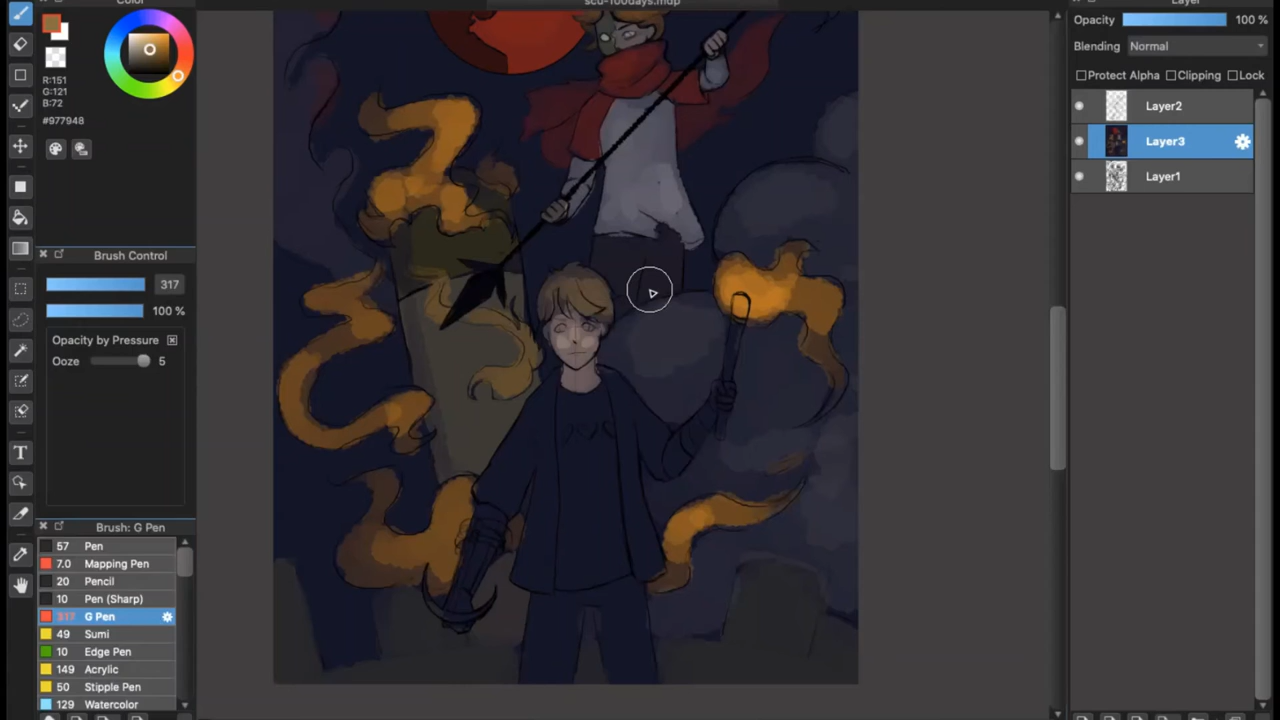 Color
scu-100days.mdp
Layer
R:151
G:121
B:72
#977948
Opacity 100 %
Blending Normal
Protect Alpha Clipping Lock
Layer2
Layer3
Layer1
Brush Control
317
100 %
Opacity by Pressure
Ooze 5
Brush: G Pen
57 Pen
7.0 Mapping Pen
20 Pencil
10 Pen (Sharp)
317 G Pen
49 Sumi
10 Edge Pen
149 Acrylic
50 Stipple Pen
129 Watercolor